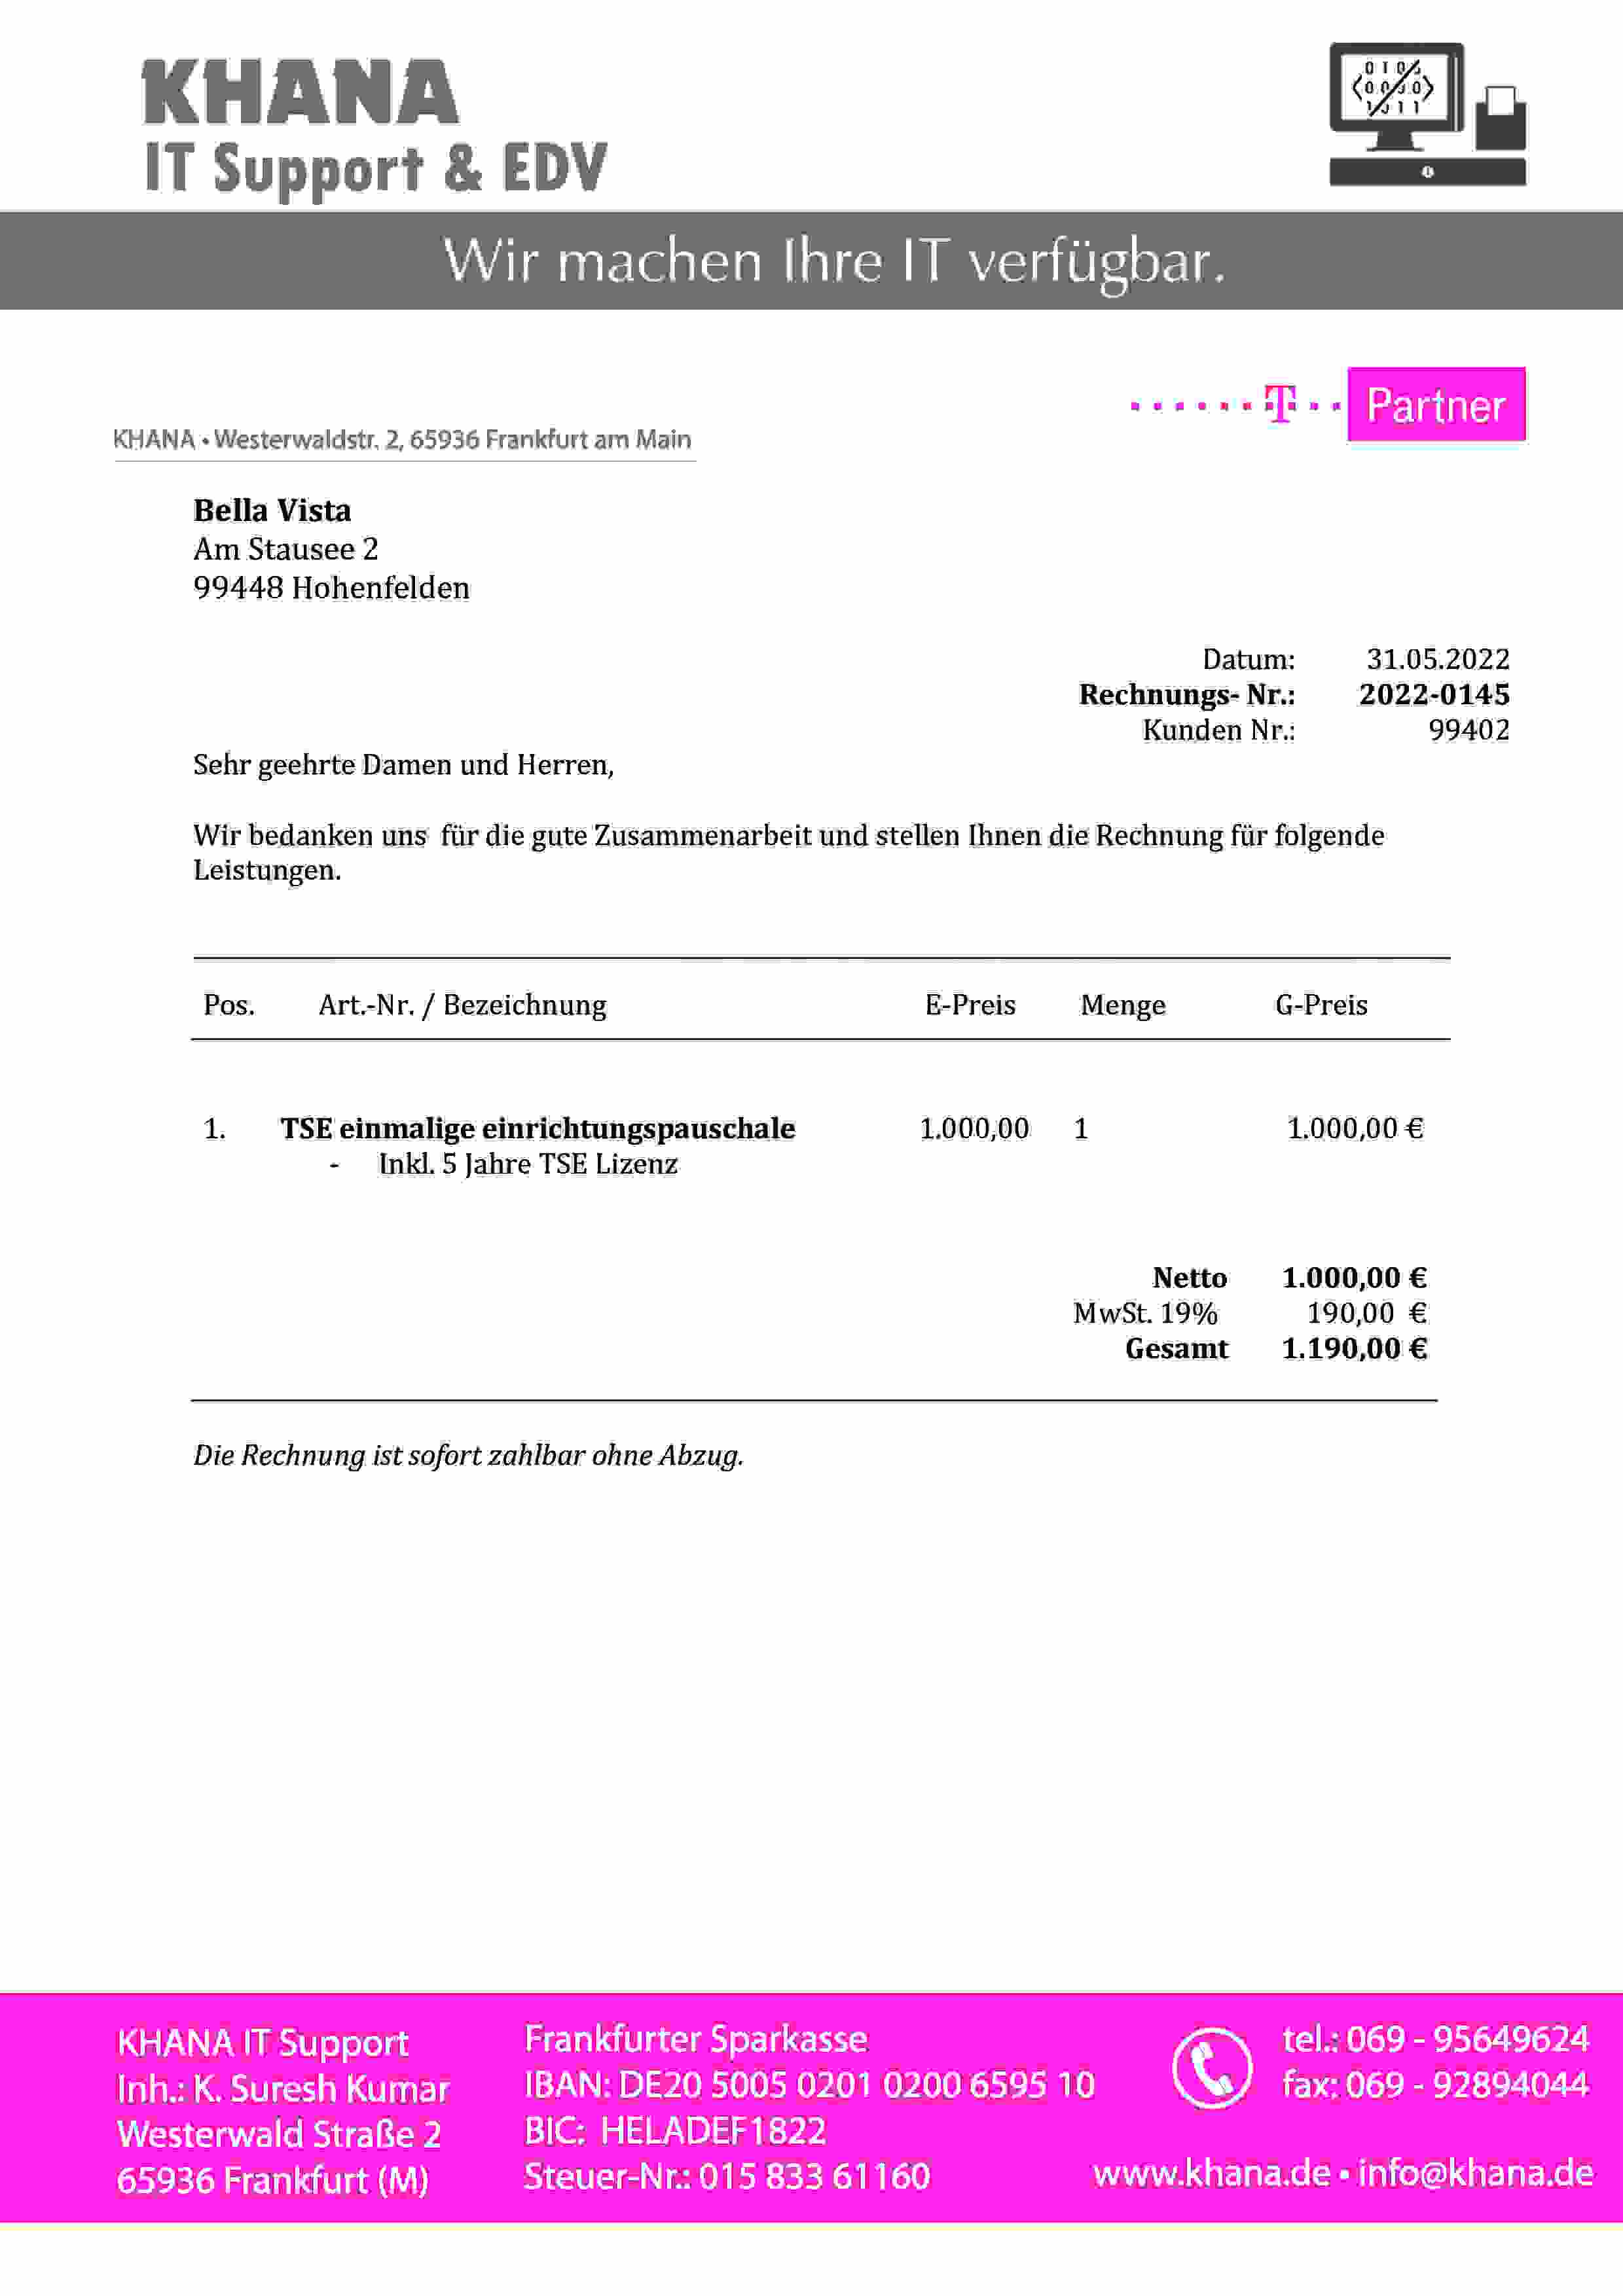 KHANA
IT Support & EDV
Wir machen Ihre IT verfügbar.
T Partner
KHANA • Westerwaldstr. 2, 65936 Frankfurt am Main
Bella Vista
Am Stausee 2
99448 Hohenfelden
Datum: 31.05.2022
Rechnungs- Nr.: 2022-0145
Kunden Nr.: 99402
Sehr geehrte Damen und Herren,
Wir bedanken uns für die gute Zusammenarbeit und stellen Ihnen die Rechnung für folgende
Leistungen.
Pos. Art.-Nr. / Bezeichnung E-Preis Menge G-Preis
1. TSE einmalige einrichtungspauschale 1.000,00 1 1.000,00 €
- Inkl. 5 Jahre TSE Lizenz
Netto 1.000,00 €
MwSt. 19% 190,00 €
Gesamt 1.190,00 €
Die Rechnung ist sofort zahlbar ohne Abzug.
KHANA IT Support
Inh.: K. Suresh Kumar
Westerwald Straße 2
65936 Frankfurt (M)
Frankfurter Sparkasse
IBAN: DE20 5005 0201 0200 6595 10
BIC: HELADEF1822
Steuer-Nr.: 015 833 61160
tel.: 069 - 95649624
fax: 069 - 92894044
www.khana.de • info@khana.de